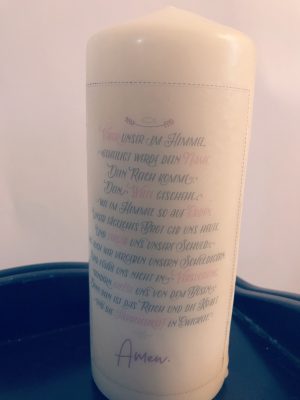 Vater unser im Himmel
geheiligt werde dein Name.
Dein Reich komme.
Dein Wille geschehe,
wie im Himmel so auf Erden.
Unser tägliches Brot gib uns heute.
Und vergib uns unsere Schuld,
wie auch wir vergeben unsern Schuldigern.
Und führe uns nicht in Versuchung,
sondern erlöse uns von dem Bösen.
Denn dein ist das Reich und die Kraft
und die Herrlichkeit in Ewigkeit.
Amen.